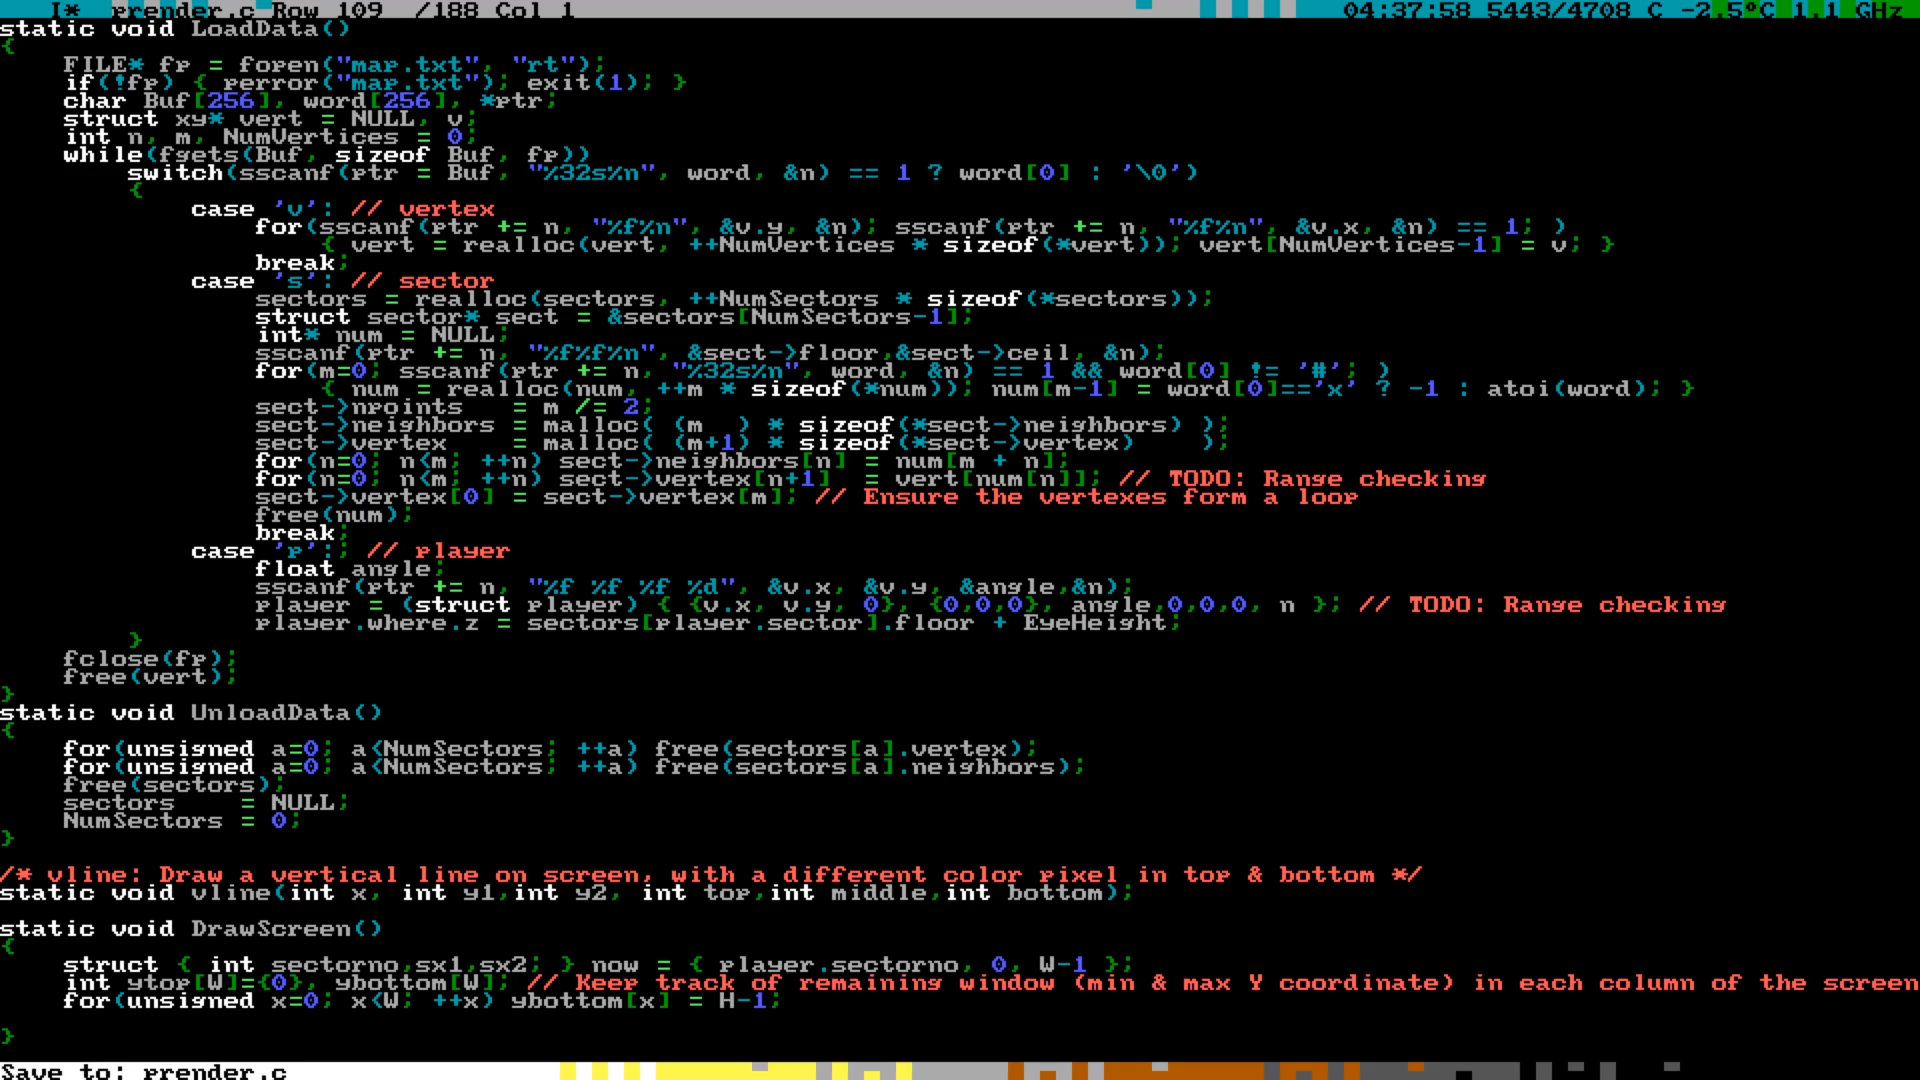 I*  prender.c Row 109  /188 Col 1    04:37:58 5443/4708 C -2.5°C 1.1 GHz
static void LoadData()
{
    FILE* fp = fopen("map.txt", "rt");
    if(!fp) { perror("map.txt"); exit(1); }
    char Buf[256], word[256], *ptr;
    struct xy* vert = NULL, v;
    int n, m, NumVertices = 0;
    while(fgets(Buf, sizeof Buf, fp))
        switch(sscanf(ptr = Buf, "%32s%n", word, &n) == 1 ? word[0] : '\0')
        {
            case 'v': // vertex
                for(sscanf(ptr += n, "%f%n", &v.y, &n); sscanf(ptr += n, "%f%n", &v.x, &n) == 1; )
                    { vert = realloc(vert, ++NumVertices * sizeof(*vert)); vert[NumVertices-1] = v; }
                break;
            case 's': // sector
                sectors = realloc(sectors, ++NumSectors * sizeof(*sectors));
                struct sector* sect = &sectors[NumSectors-1];
                int* num = NULL;
                sscanf(ptr += n, "%f%f%n", &sect->floor,&sect->ceil, &n);
                for(m=0; sscanf(ptr += n, "%32s%n", word, &n) == 1 && word[0] != '#'; )
                    { num = realloc(num, ++m * sizeof(*num)); num[m-1] = word[0]=='x' ? -1 : atoi(word); }
                sect->npoints   = m /= 2;
                sect->neighbors = malloc( (m  ) * sizeof(*sect->neighbors) );
                sect->vertex    = malloc( (m+1) * sizeof(*sect->vertex)    );
                for(n=0; n<m; ++n) sect->neighbors[n] = num[m + n];
                for(n=0; n<m; ++n) sect->vertex[n+1]  = vert[num[n]]; // TODO: Range checking
                sect->vertex[0] = sect->vertex[m]; // Ensure the vertexes form a loop
                free(num);
                break;
            case 'p':; // player
                float angle;
                sscanf(ptr += n, "%f %f %f %d", &v.x, &v.y, &angle,&n);
                player = (struct player) { {v.x, v.y, 0}, {0,0,0}, angle,0,0,0, n }; // TODO: Range checking
                player.where.z = sectors[player.sector].floor + EyeHeight;
        }
    fclose(fp);
    free(vert);
}
static void UnloadData()
{
    for(unsigned a=0; a<NumSectors; ++a) free(sectors[a].vertex);
    for(unsigned a=0; a<NumSectors; ++a) free(sectors[a].neighbors);
    free(sectors);
    sectors    = NULL;
    NumSectors = 0;
}
/* vline: Draw a vertical line on screen, with a different color pixel in top & bottom */
static void vline(int x, int y1,int y2, int top,int middle,int bottom);
static void DrawScreen()
{
    struct { int sectorno,sx1,sx2; } now = { player.sectorno, 0, W-1 };
    int ytop[W]={0}, ybottom[W]; // Keep track of remaining window (min & max Y coordinate) in each column of the screen
    for(unsigned x=0; x<W; ++x) ybottom[x] = H-1;
}
Save to: prender.c